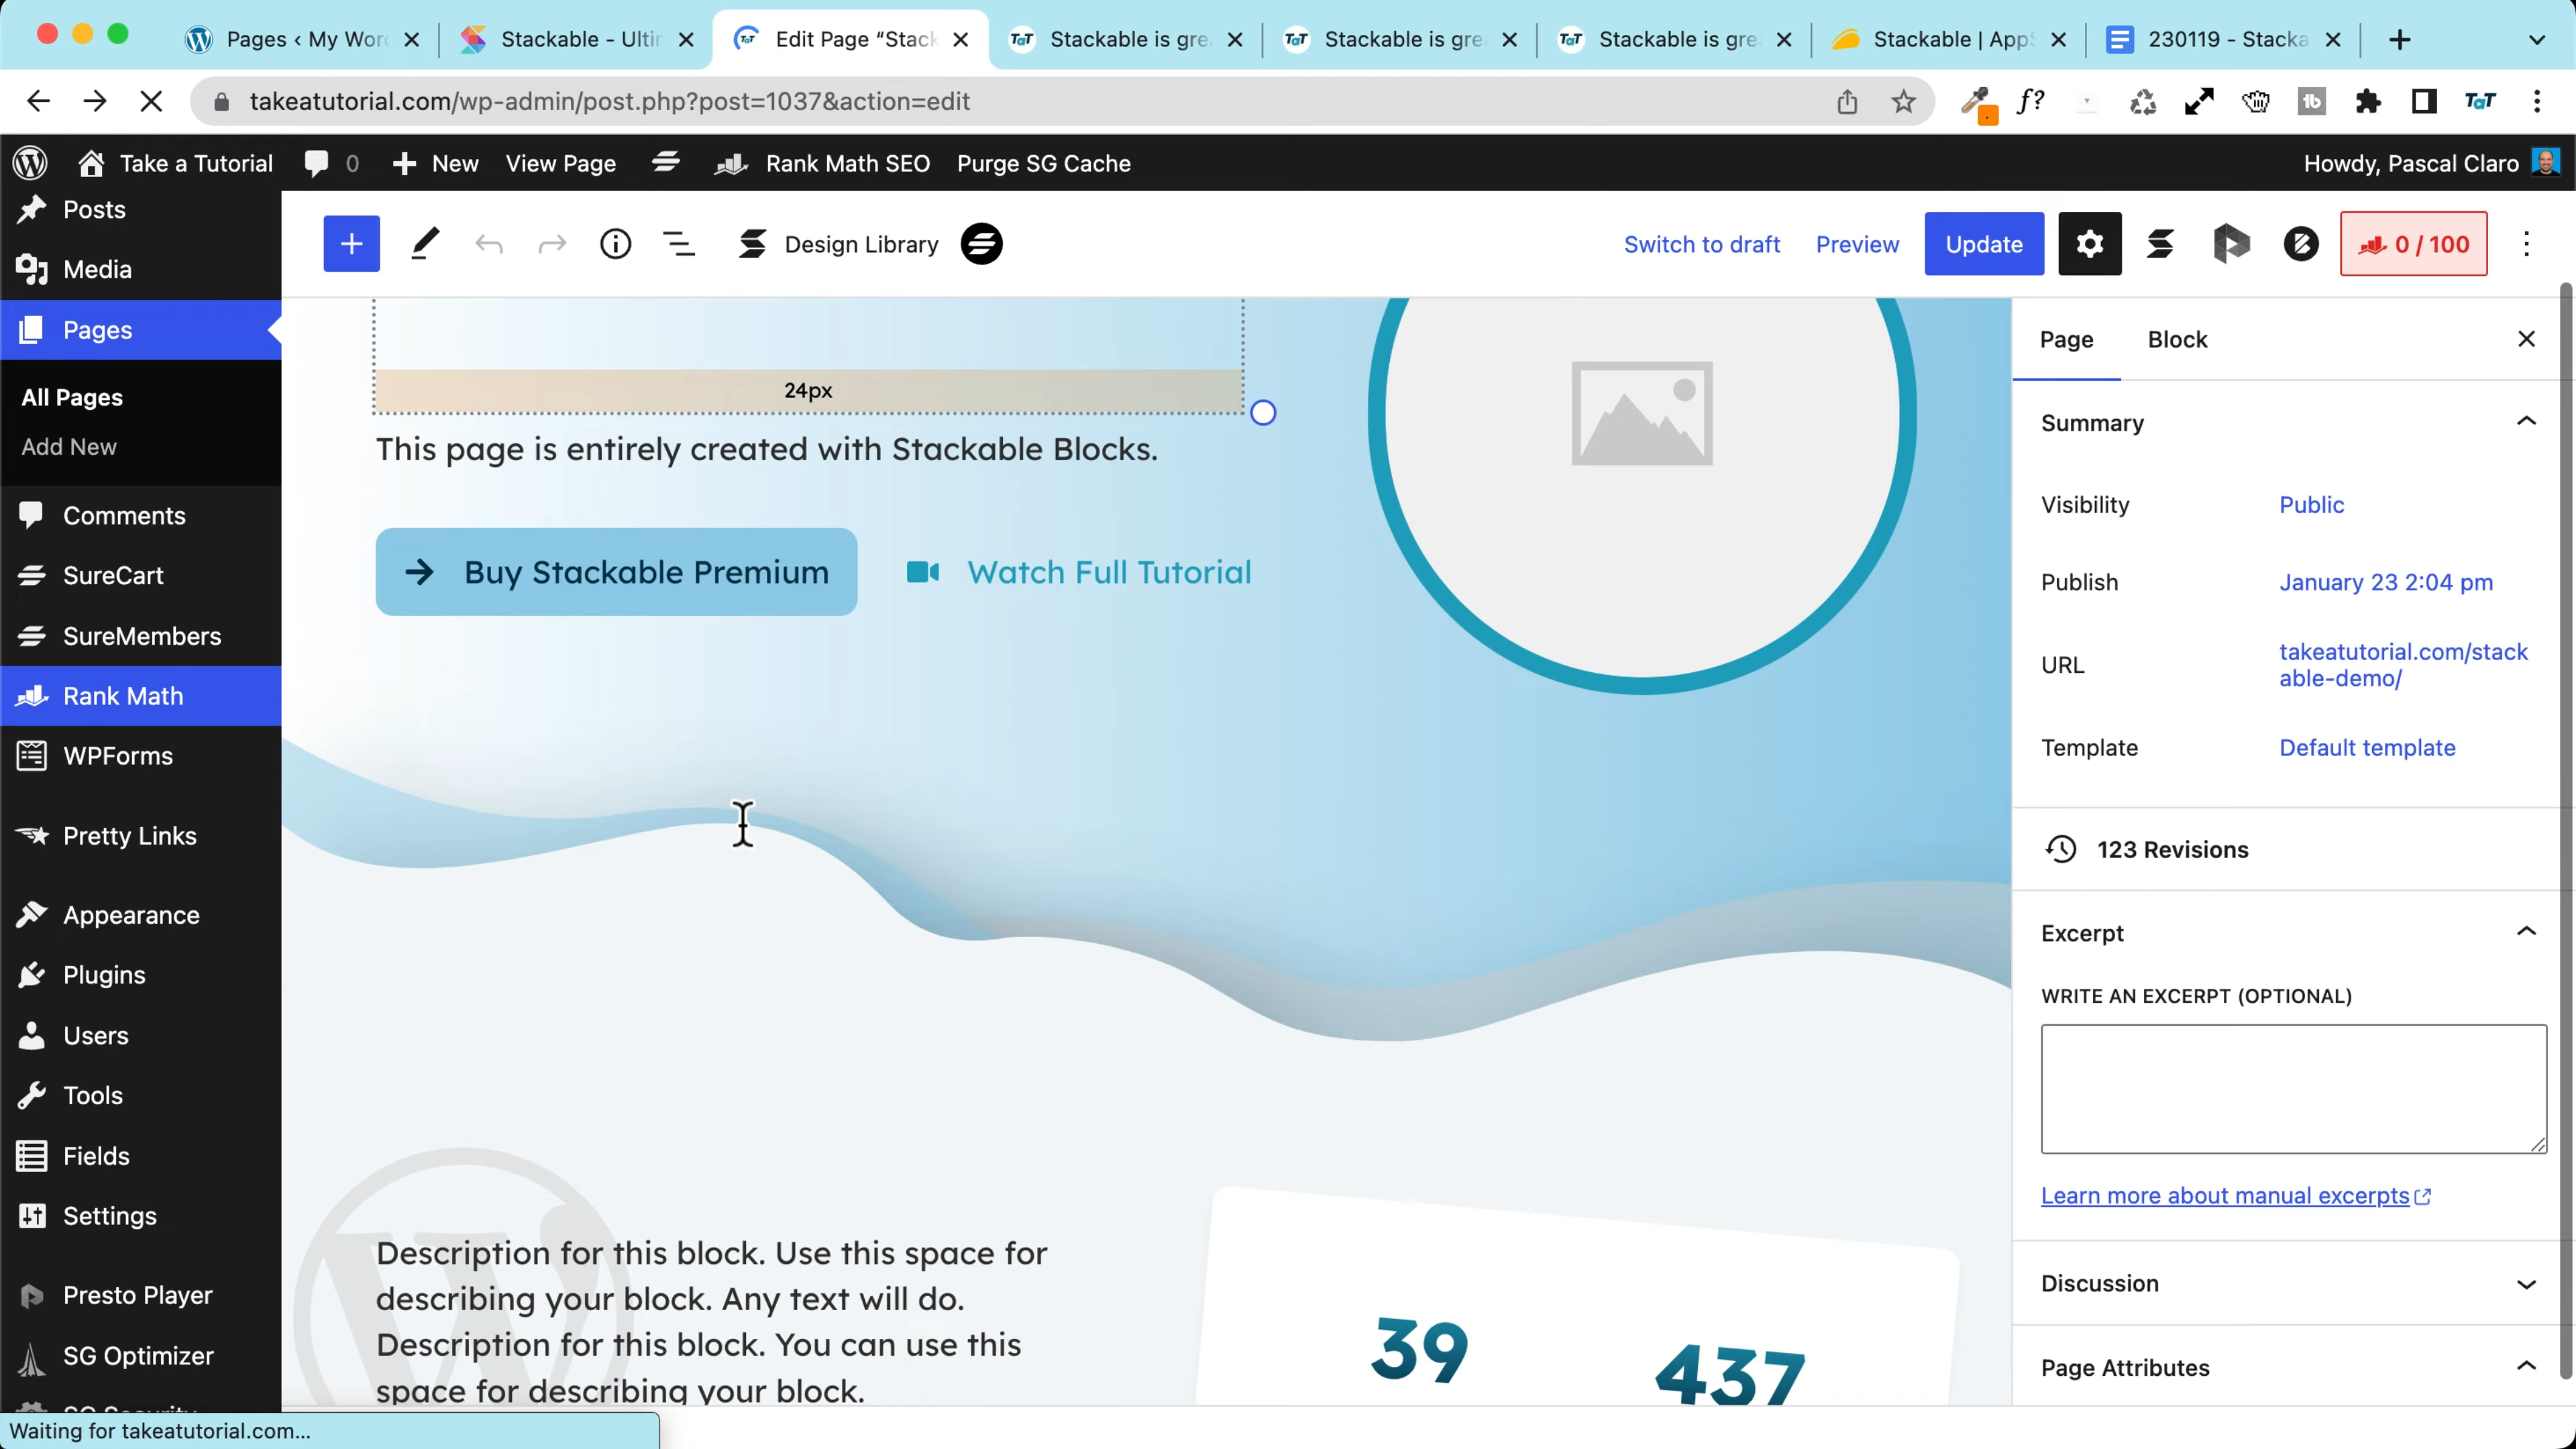 Pages ‹ My Wor
Stackable - Ultin
Edit Page “Stack
Stackable is gre
Stackable is gre
Stackable is gre
Stackable | App
230119 - Stacka
takeatutorial.com/wp-admin/post.php?post=1037&action=edit
f?
tb
TaT
Take a Tutorial
0
New
View Page
Rank Math SEO
Purge SG Cache
Howdy, Pascal Claro
Posts
Media
Pages
All Pages
Add New
Comments
SureCart
SureMembers
Rank Math
WPForms
Pretty Links
Appearance
Plugins
Users
Tools
Fields
Settings
Presto Player
SG Optimizer
Design Library
Switch to draft
Preview
Update
0 / 100
24px
This page is entirely created with Stackable Blocks.
Buy Stackable Premium
Watch Full Tutorial
Description for this block. Use this space for
describing your block. Any text will do.
Description for this block. You can use this
space for describing your block.
39
437
Page
Block
Summary
Visibility
Public
Publish
January 23 2:04 pm
URL
takeatutorial.com/stack
able-demo/
Template
Default template
123 Revisions
Excerpt
WRITE AN EXCERPT (OPTIONAL)
Learn more about manual excerpts
Discussion
Page Attributes
Waiting for takeatutorial.com...